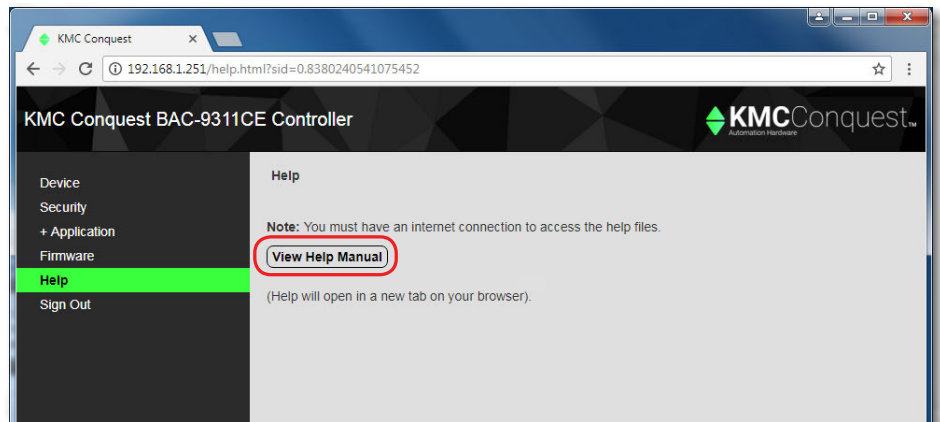 KMC Conquest
192.168.1.251/help.html?sid=0.8380240541075452
KMC Conquest BAC-9311CE Controller
KMCConquest™
Automation Hardware
Device
Security
+ Application
Firmware
Help
Sign Out
Help
Note: You must have an internet connection to access the help files.
View Help Manual
(Help will open in a new tab on your browser).